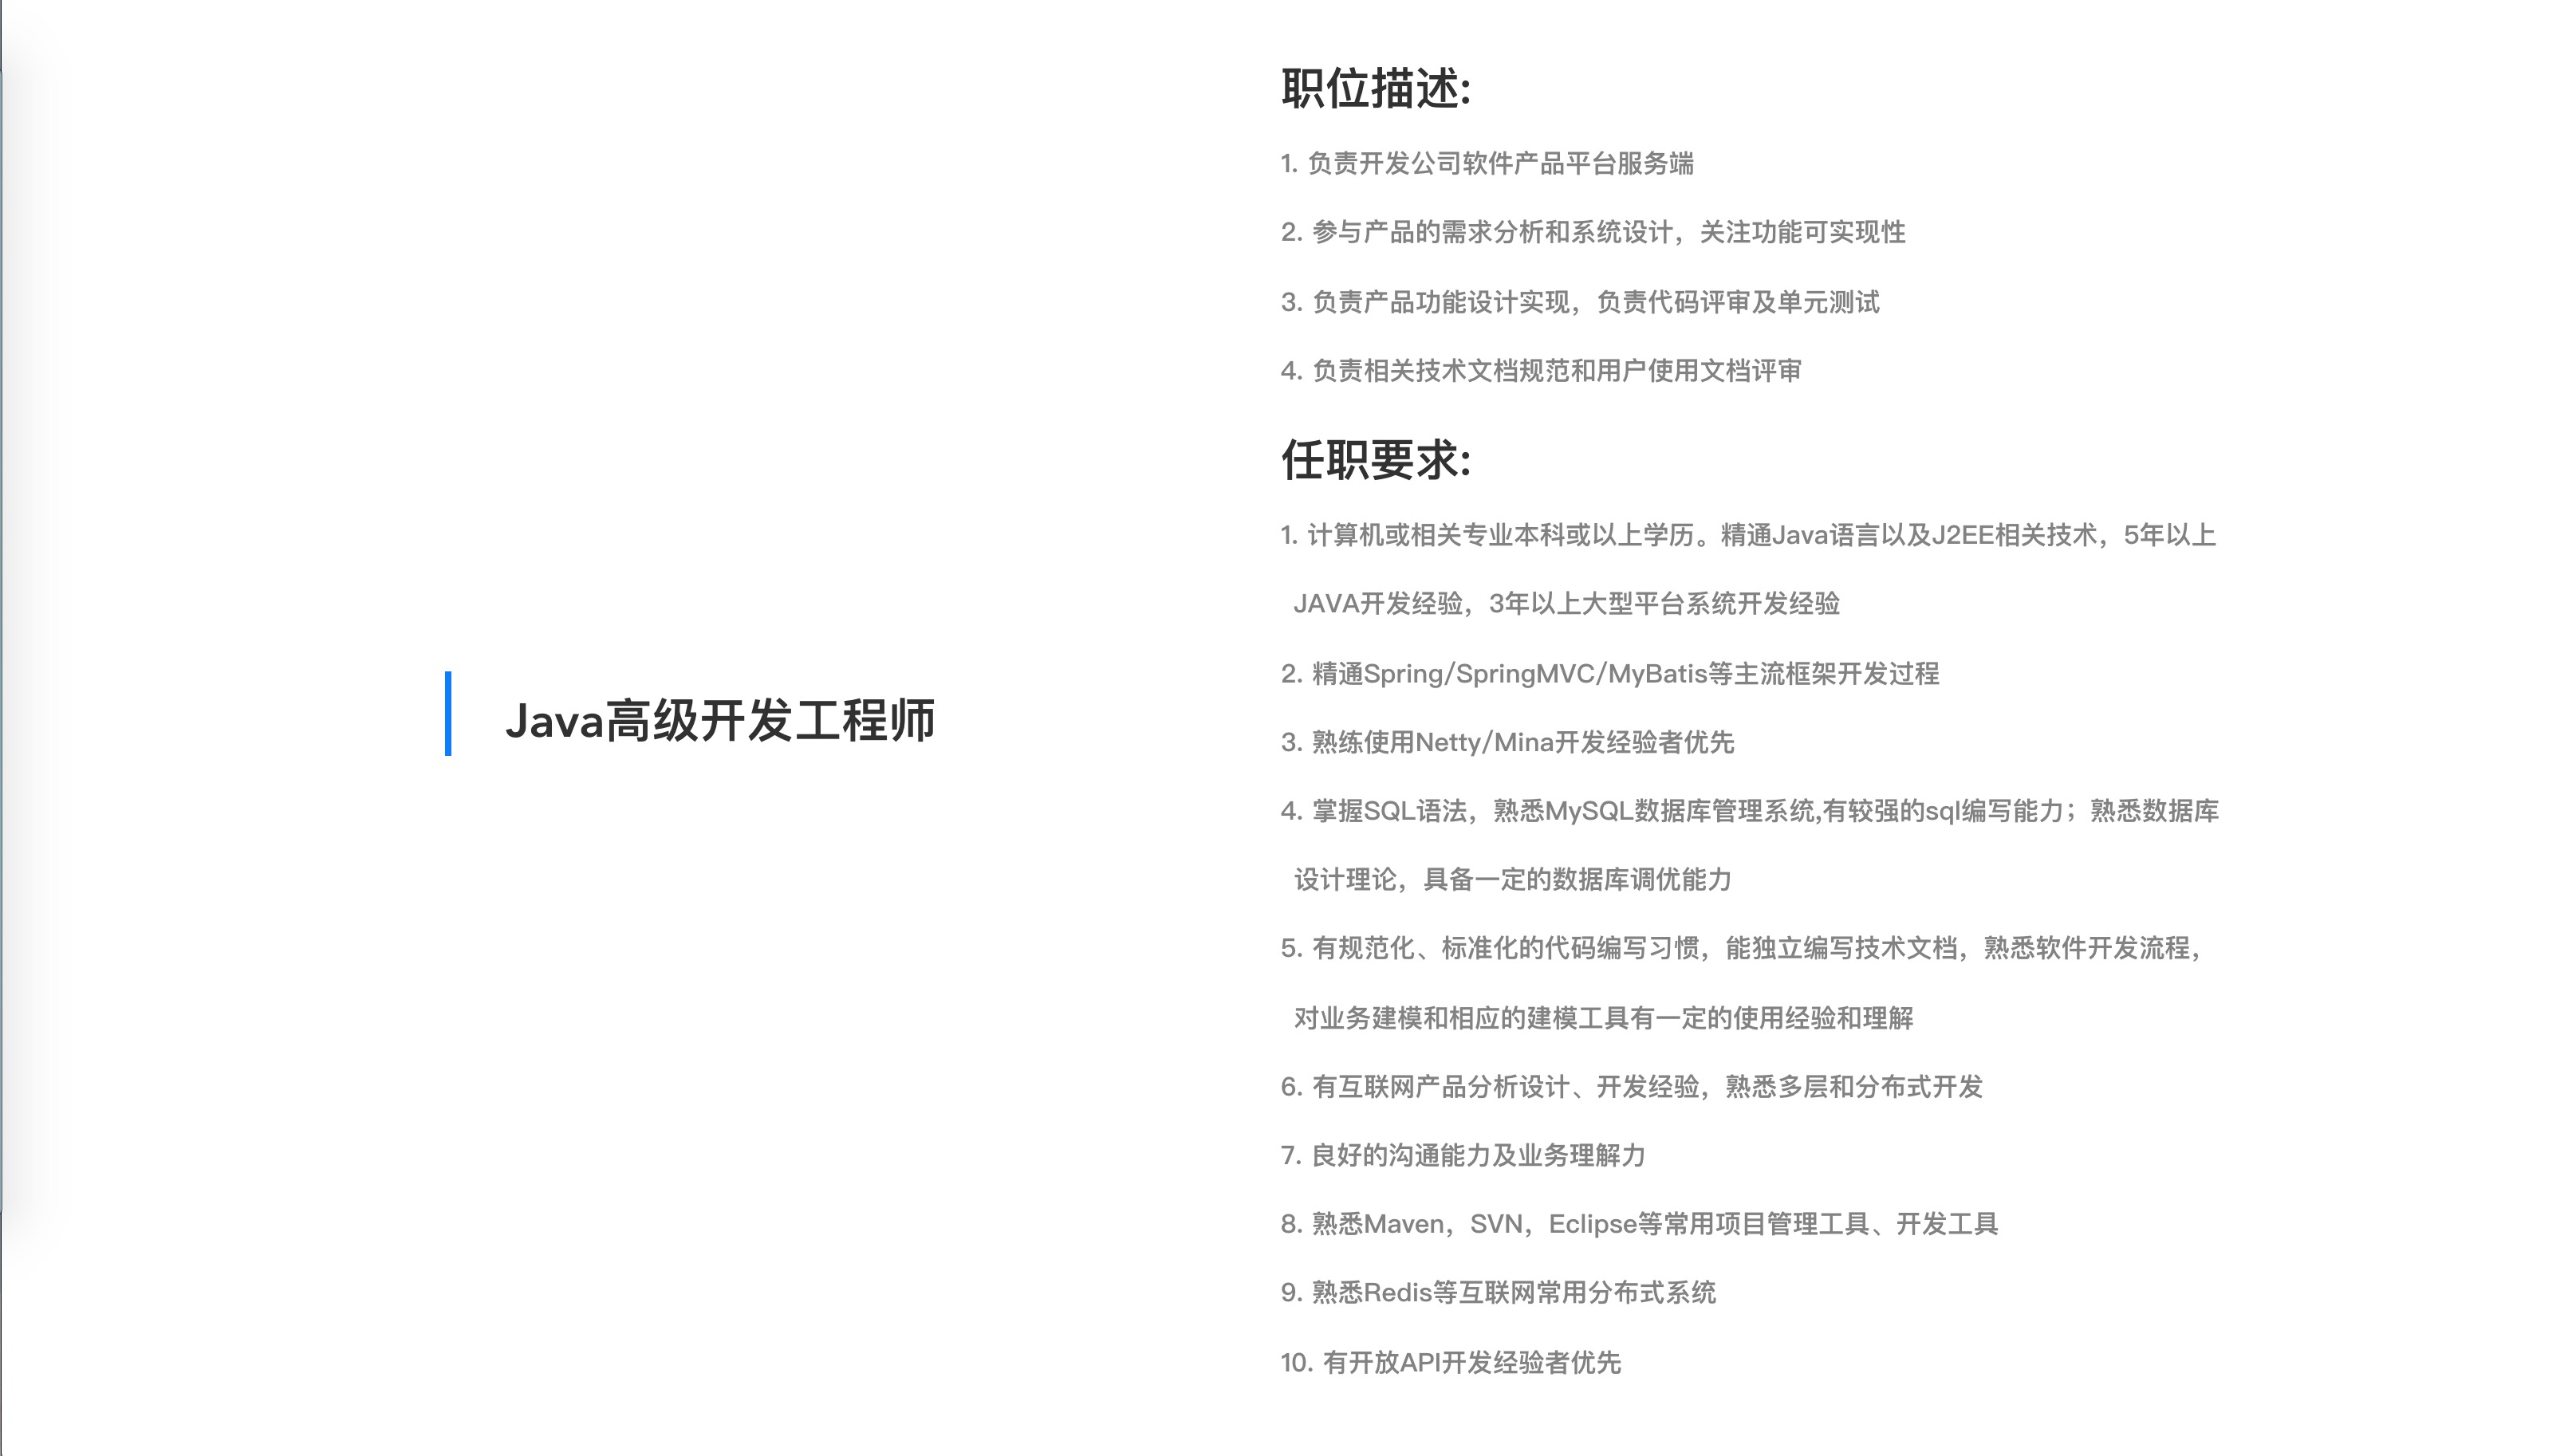 Java高级开发工程师
职位描述:
1. 负责开发公司软件产品平台服务端
2. 参与产品的需求分析和系统设计，关注功能可实现性
3. 负责产品功能设计实现，负责代码评审及单元测试
4. 负责相关技术文档规范和用户使用文档评审
任职要求:
1. 计算机或相关专业本科或以上学历。精通Java语言以及J2EE相关技术，5年以上
JAVA开发经验，3年以上大型平台系统开发经验
2. 精通Spring/SpringMVC/MyBatis等主流框架开发过程
3. 熟练使用Netty/Mina开发经验者优先
4. 掌握SQL语法，熟悉MySQL数据库管理系统,有较强的sql编写能力；熟悉数据库
设计理论，具备一定的数据库调优能力
5. 有规范化、标准化的代码编写习惯，能独立编写技术文档，熟悉软件开发流程，
对业务建模和相应的建模工具有一定的使用经验和理解
6. 有互联网产品分析设计、开发经验，熟悉多层和分布式开发
7. 良好的沟通能力及业务理解力
8. 熟悉Maven，SVN，Eclipse等常用项目管理工具、开发工具
9. 熟悉Redis等互联网常用分布式系统
10. 有开放API开发经验者优先